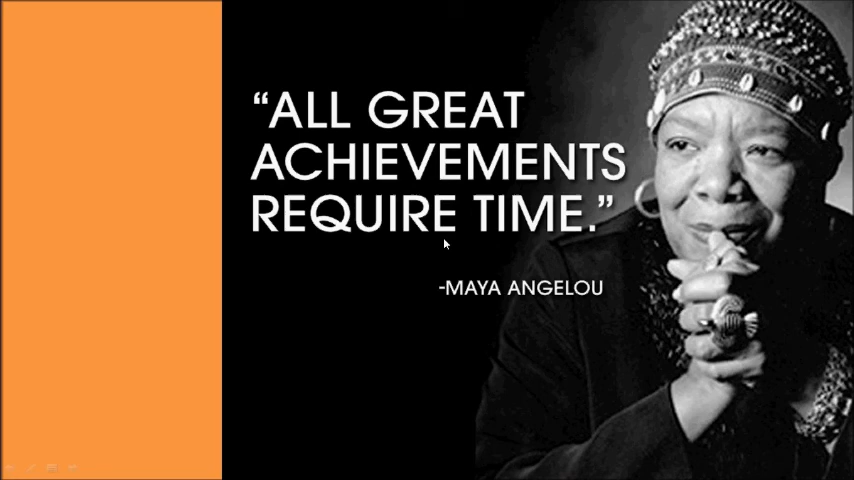 “ALL GREAT
ACHIEVEMENTS
REQUIRE TIME.”
-MAYA ANGELOU